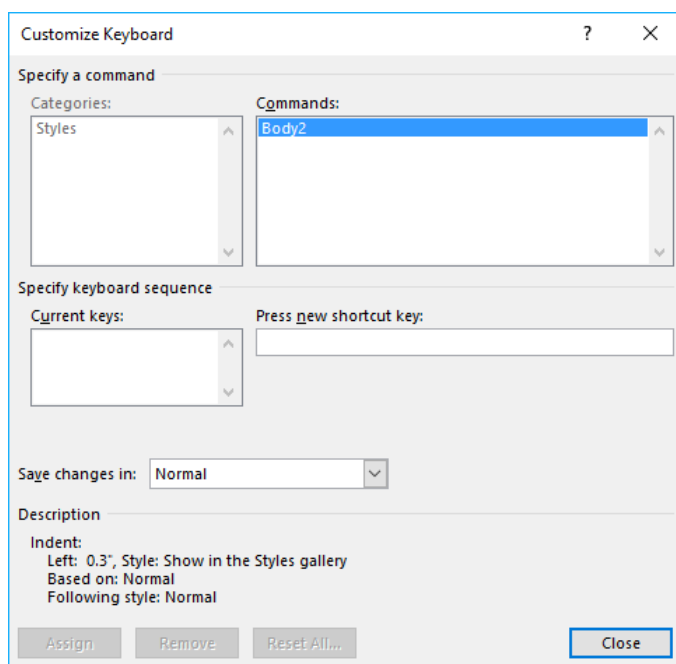 Customize Keyboard
?
Specify a command
Categories:
Commands:
Styles
Body2
Specify keyboard sequence
Current keys:
Press new shortcut key:
Save changes in:
Normal
Description
Indent:
Left: 0.3", Style: Show in the Styles gallery
Based on: Normal
Following style: Normal
Assign
Remove
Reset All...
Close